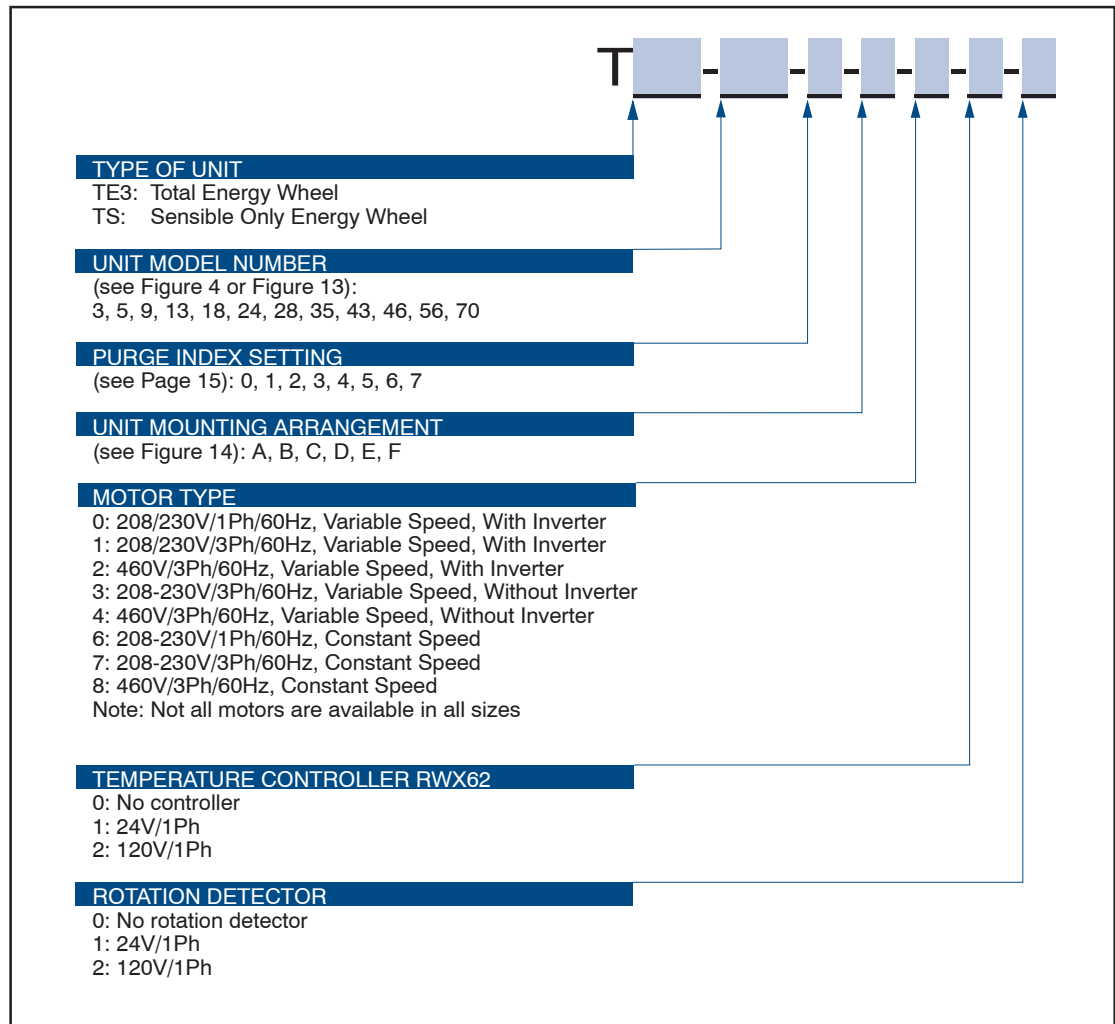 T - - - - - -
TYPE OF UNIT
TE3: Total Energy Wheel
TS: Sensible Only Energy Wheel
UNIT MODEL NUMBER
(see Figure 4 or Figure 13):
3, 5, 9, 13, 18, 24, 28, 35, 43, 46, 56, 70
PURGE INDEX SETTING
(see Page 15): 0, 1, 2, 3, 4, 5, 6, 7
UNIT MOUNTING ARRANGEMENT
(see Figure 14): A, B, C, D, E, F
MOTOR TYPE
0: 208/230V/1Ph/60Hz, Variable Speed, With Inverter
1: 208/230V/3Ph/60Hz, Variable Speed, With Inverter
2: 460V/3Ph/60Hz, Variable Speed, With Inverter
3: 208-230V/3Ph/60Hz, Variable Speed, Without Inverter
4: 460V/3Ph/60Hz, Variable Speed, Without Inverter
6: 208-230V/1Ph/60Hz, Constant Speed
7: 208-230V/3Ph/60Hz, Constant Speed
8: 460V/3Ph/60Hz, Constant Speed
Note: Not all motors are available in all sizes
TEMPERATURE CONTROLLER RWX62
0: No controller
1: 24V/1Ph
2: 120V/1Ph
ROTATION DETECTOR
0: No rotation detector
1: 24V/1Ph
2: 120V/1Ph